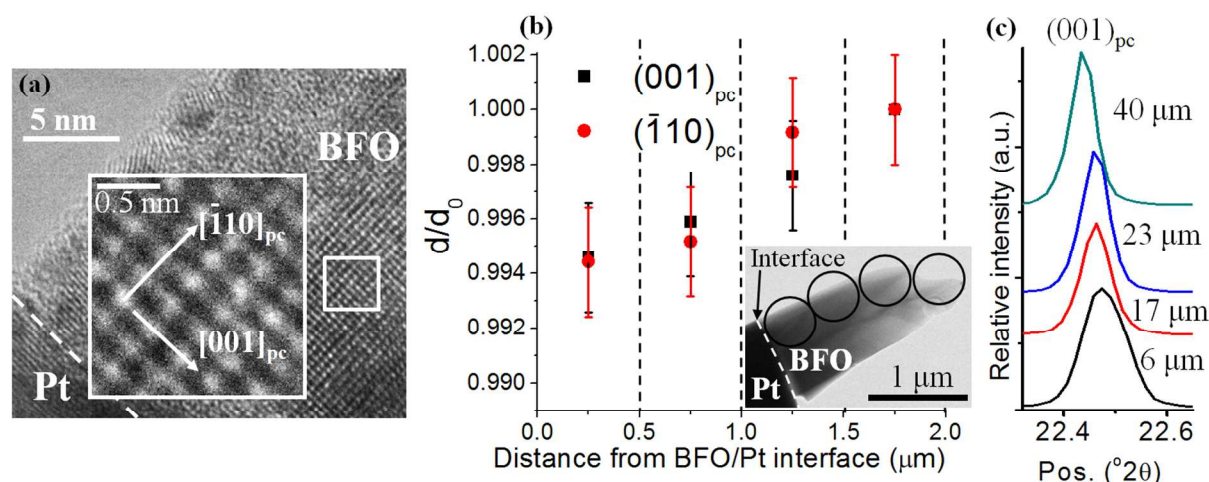 (a)
5 nm
BFO
0.5 nm
[1̄10]pc
[001]pc
Pt
(b)
d/d0
1.002
1.000
0.998
0.996
0.994
0.992
0.990
(001)pc
(1̄10)pc
Interface
BFO
Pt
1 μm
0.0 0.5 1.0 1.5 2.0
Distance from BFO/Pt interface (μm)
(c)
(001)pc
40 μm
23 μm
17 μm
6 μm
Relative intensity (a.u.)
22.4 22.6
Pos. (°2θ)